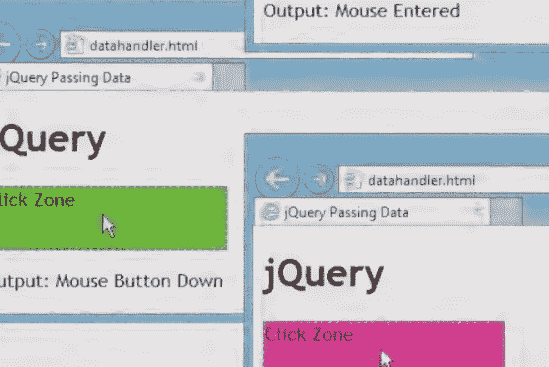 Output: Mouse Entered
datahandler.html
jQuery Passing Data
Query
lick Zone
utput: Mouse Button Down
datahandler.html
jQuery Passing Data
jQuery
Click Zone